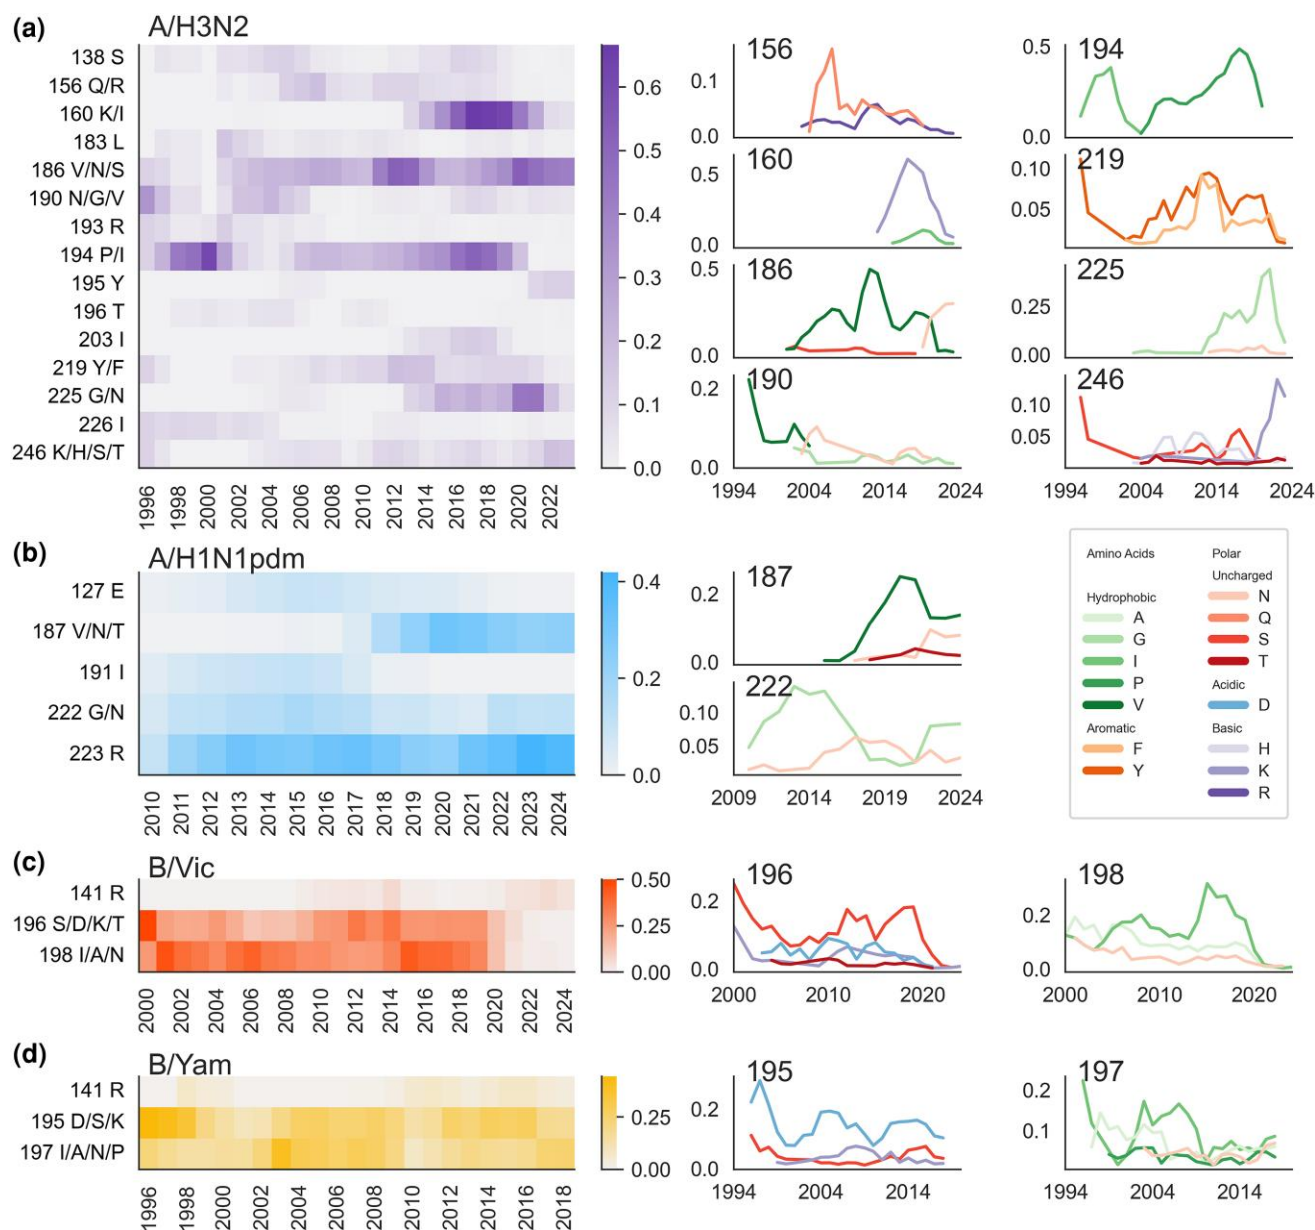 (a)
A/H3N2
138 S
156 Q/R
160 K/I
183 L
186 V/N/S
190 N/G/V
193 R
194 P/I
195 Y
196 T
203 I
219 Y/F
225 G/N
226 I
246 K/H/S/T
1996 1998 2000 2002 2004 2006 2008 2010 2012 2014 2016 2018 2020 2022
0.6
0.5
0.4
0.3
0.2
0.1
0.0
156
0.1
0.0
160
0.5
0.0
186
0.5
0.0
190
0.2
0.0
1994 2004 2014 2024
194
0.5
0.0
219
0.10
0.05
225
0.25
0.00
246
0.10
0.05
1994 2004 2014 2024
(b)
A/H1N1pdm
127 E
187 V/N/T
191 I
222 G/N
223 R
2010 2011 2012 2013 2014 2015 2016 2017 2018 2019 2020 2021 2022 2023 2024
0.4
0.2
0.0
187
0.2
0.0
222
0.10
0.05
2009 2014 2019 2024
Amino Acids
Hydrophobic
A
G
I
P
V
Aromatic
F
Y
Polar
Uncharged
N
Q
S
T
Acidic
D
Basic
H
K
R
(c)
B/Vic
141 R
196 S/D/K/T
198 I/A/N
2000 2002 2004 2006 2008 2010 2012 2014 2016 2018 2020 2022 2024
0.50
0.25
0.00
196
0.2
0.0
2000 2010 2020
198
0.2
0.0
2000 2010 2020
(d)
B/Yam
141 R
195 D/S/K
197 I/A/N/P
1996 1998 2000 2002 2004 2006 2008 2010 2012 2014 2016 2018
0.25
0.00
195
0.2
0.0
1994 2004 2014
197
0.2
0.1
1994 2004 2014